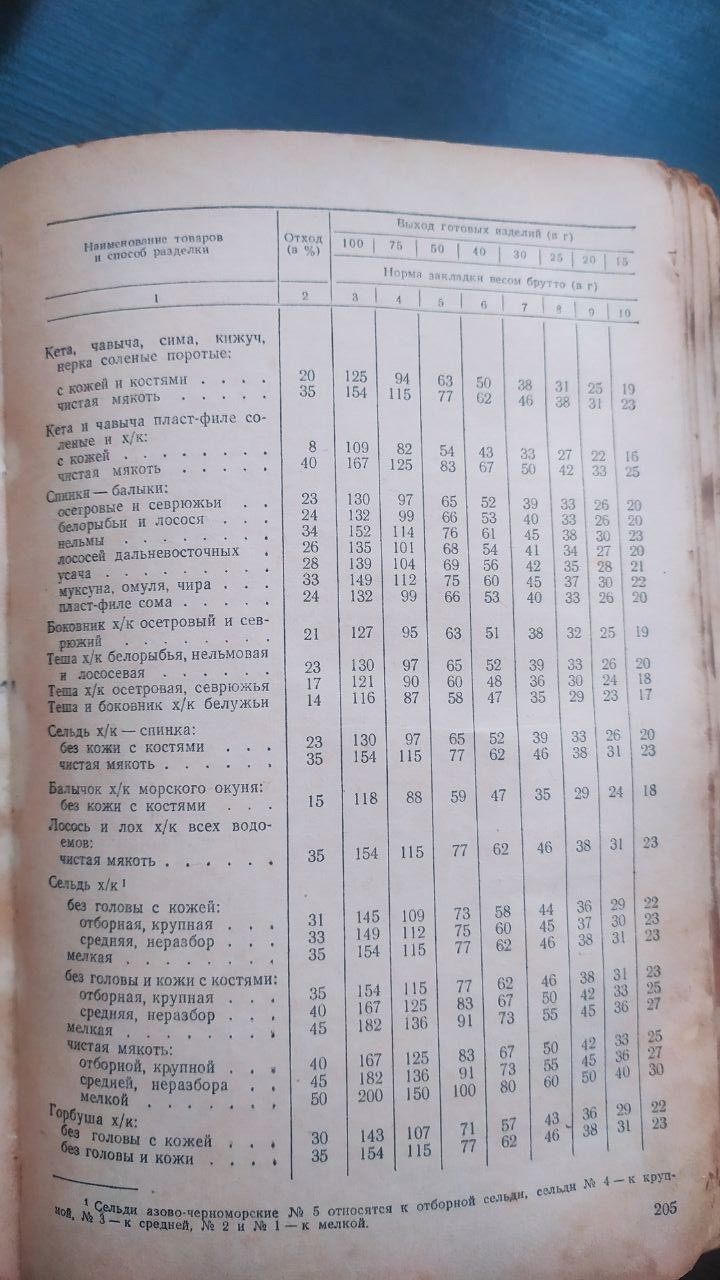 Наименование товаров и способ разделки | Отход (в %) | Выход готовых изделий (в г)
100 | 75 | 50 | 40 | 30 | 25 | 20 | 15
Норма закладки весом брутто (в г)
1 | 2 | 3 | 4 | 5 | 6 | 7 | 8 | 9 | 10
Кета, чавыча, сима, кижуч,
нерка соленые поротые:
с кожей и костями . . . . 20 125 94 63 50 38 31 25 19
чистая мякоть . . . . . 35 154 115 77 62 46 38 31 23
Кета и чавыча пласт-филе со-
леные и х/к:
с кожей . . . . . . . . 8 109 82 54 43 33 27 22 16
чистая мякоть . . . . . 40 167 125 83 67 50 42 33 25
Спинки — балыки:
осетровые и севрюжьи . . 23 130 97 65 52 39 33 26 20
белорыбьи и лосося . . . 24 132 99 66 53 40 33 26 20
нельмы . . . . . . . . 34 152 114 76 61 45 38 30 23
лососей дальневосточных . 26 135 101 68 54 41 34 27 20
усача . . . . . . . . 28 139 104 69 56 42 35 28 21
муксуна, омуля, чира . . . 33 149 112 75 60 45 37 30 22
пласт-филе сома . . . . . 24 132 99 66 53 40 33 26 20
Боковник х/к осетровый и сев-
рюжий . . . . . . . . 21 127 95 63 51 38 32 25 19
Теша х/к белорыбья, нельмовая
и лососевая . . . . . . 23 130 97 65 52 39 33 26 20
Теша х/к осетровая, севрюжья 17 121 90 60 48 36 30 24 18
Теша и боковник х/к белужьи 14 116 87 58 47 35 29 23 17
Сельдь х/к — спинка:
без кожи с костями . . . 23 130 97 65 52 39 33 26 20
чистая мякоть . . . . . . 35 154 115 77 62 46 38 31 23
Балычок х/к морского окуня:
без кожи с костями . . . 15 118 88 59 47 35 29 24 18
Лосось и лох х/к всех водо-
емов:
чистая мякоть . . . . . . 35 154 115 77 62 46 38 31 23
Сельдь х/к ¹
без головы с кожей:
отборная, крупная . . . 31 145 109 73 58 44 36 29 22
средняя, неразбор . . . 33 149 112 75 60 45 37 30 23
мелкая . . . . . . . . 35 154 115 77 62 46 38 31 23
без головы и кожи с костями:
отборная, крупная . . . 35 154 115 77 62 46 38 31 23
средняя, неразбор . . . 40 167 125 83 67 50 42 33 25
мелкая . . . . . . . . 45 182 136 91 73 55 45 36 27
чистая мякоть:
отборной, крупной . . . 40 167 125 83 67 50 42 33 25
средней, неразбора . . 45 182 136 91 73 55 45 36 27
мелкой . . . . . . . 50 200 150 100 80 60 50 40 30
Горбуша х/к:
без головы с кожей . . . 30 143 107 71 57 43 36 29 22
без головы и кожи . . . . 35 154 115 77 62 46 38 31 23
¹ Сельди азово-черноморские № 5 относятся к отборной сельди, сельди № 4 — к круп-
ной, № 3 — к средней, № 2 и № 1 — к мелкой.
205